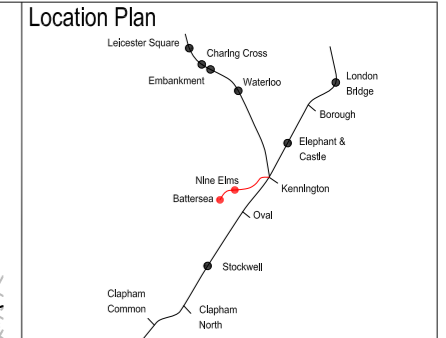 Location Plan
Leicester Square
Charing Cross
Embankment
Waterloo
London
Bridge
Borough
Elephant &
Castle
Nine Elms
Kennington
Battersea
Oval
Stockwell
Clapham
Common
Clapham
North